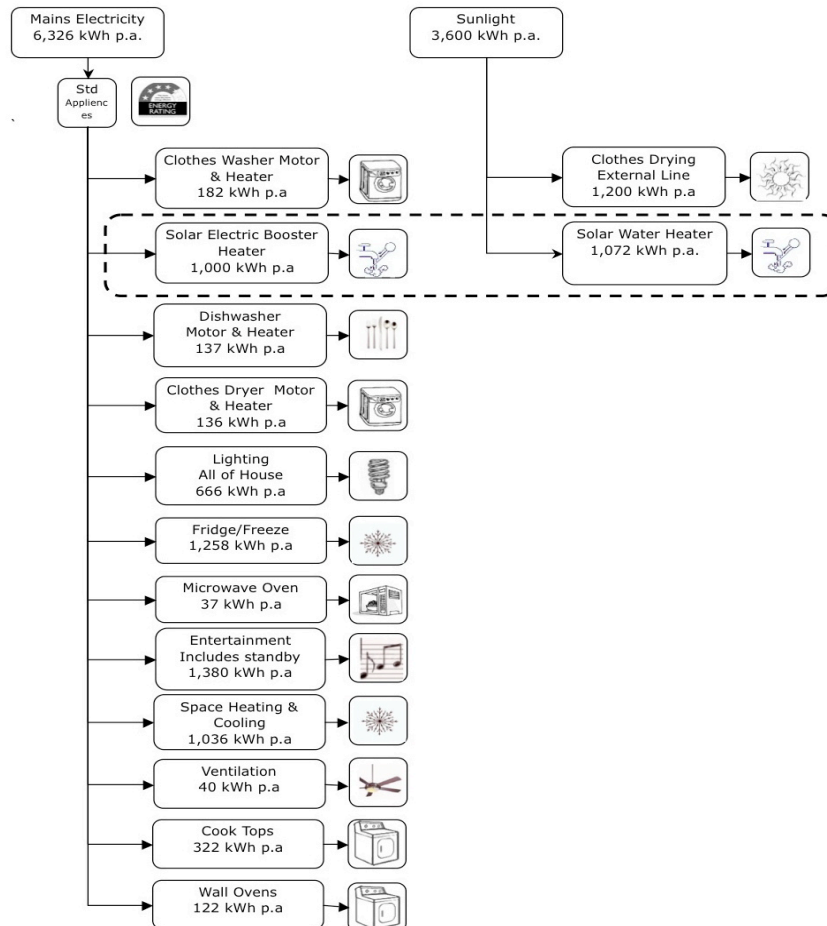 Mains Electricity
6,326 kWh p.a.
Sunlight
3,600 kWh p.a.
Std
Applienc
es
ENERGY
RATING
Clothes Washer Motor
& Heater
182 kWh p.a
Clothes Drying
External Line
1,200 kWh p.a
Solar Electric Booster
Heater
1,000 kWh p.a
Solar Water Heater
1,072 kWh p.a.
Dishwasher
Motor & Heater
137 kWh p.a
Clothes Dryer Motor
& Heater
136 kWh p.a
Lighting
All of House
666 kWh p.a
Fridge/Freeze
1,258 kWh p.a
Microwave Oven
37 kWh p.a
Entertainment
Includes standby
1,380 kWh p.a
Space Heating &
Cooling
1,036 kWh p.a
Ventilation
40 kWh p.a
Cook Tops
322 kWh p.a
Wall Ovens
122 kWh p.a